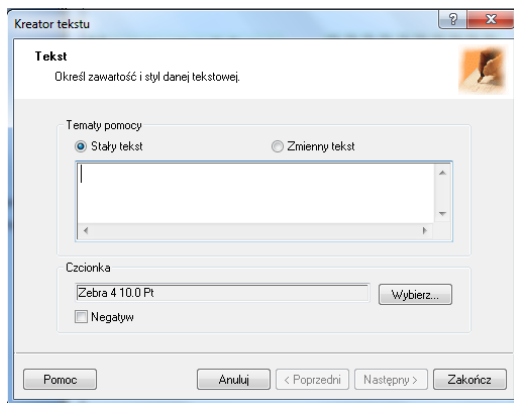 Kreator tekstu
Tekst
Określ zawartość i styl danej tekstowej.
Tematy pomocy
Stały tekst Zmienny tekst
Czcionka
Zebra 4 10.0 Pt Wybierz...
Negatyw
Pomoc Anuluj < Poprzedni Następny > Zakończ